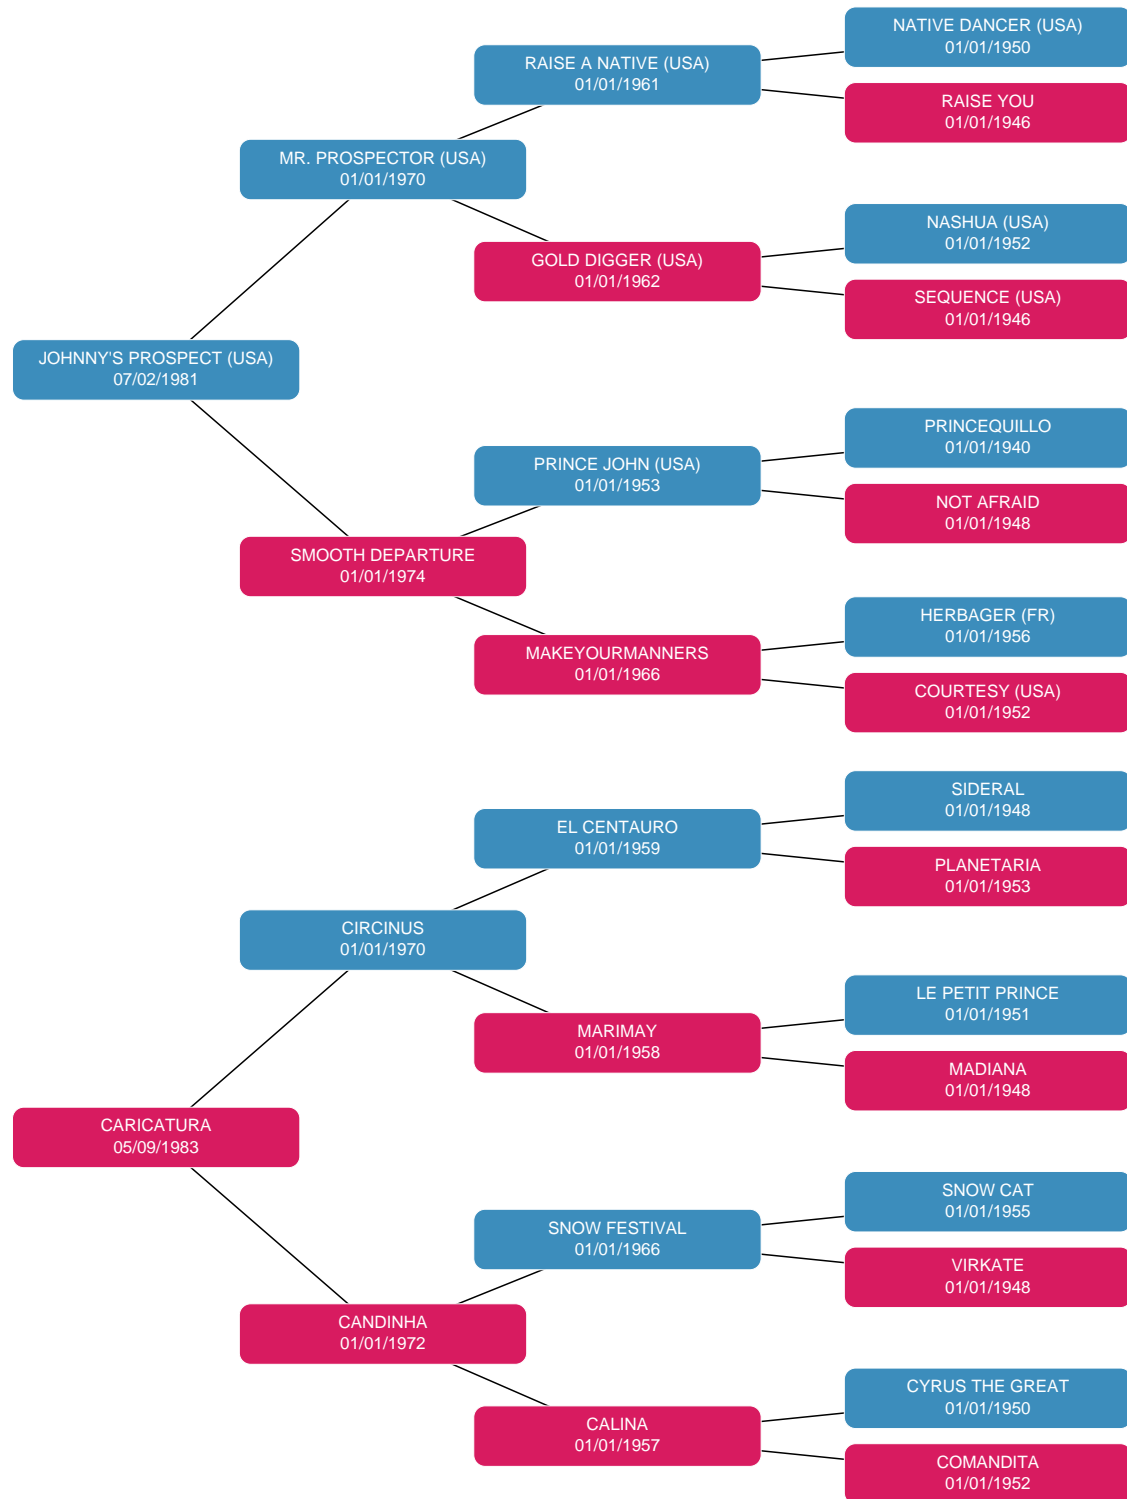 NATIVE DANCER (USA)
01/01/1950
RAISE A NATIVE (USA)
01/01/1961
RAISE YOU
01/01/1946
MR. PROSPECTOR (USA)
01/01/1970
NASHUA (USA)
01/01/1952
GOLD DIGGER (USA)
01/01/1962
SEQUENCE (USA)
01/01/1946
JOHNNY'S PROSPECT (USA)
07/02/1981
PRINCEQUILLO
01/01/1940
PRINCE JOHN (USA)
01/01/1953
NOT AFRAID
01/01/1948
SMOOTH DEPARTURE
01/01/1974
HERBAGER (FR)
01/01/1956
MAKEYOURMANNERS
01/01/1966
COURTESY (USA)
01/01/1952
SIDERAL
01/01/1948
EL CENTAURO
01/01/1959
PLANETARIA
01/01/1953
CIRCINUS
01/01/1970
LE PETIT PRINCE
01/01/1951
MARIMAY
01/01/1958
MADIANA
01/01/1948
CARICATURA
05/09/1983
SNOW CAT
01/01/1955
SNOW FESTIVAL
01/01/1966
VIRKATE
01/01/1948
CANDINHA
01/01/1972
CYRUS THE GREAT
01/01/1950
CALINA
01/01/1957
COMANDITA
01/01/1952